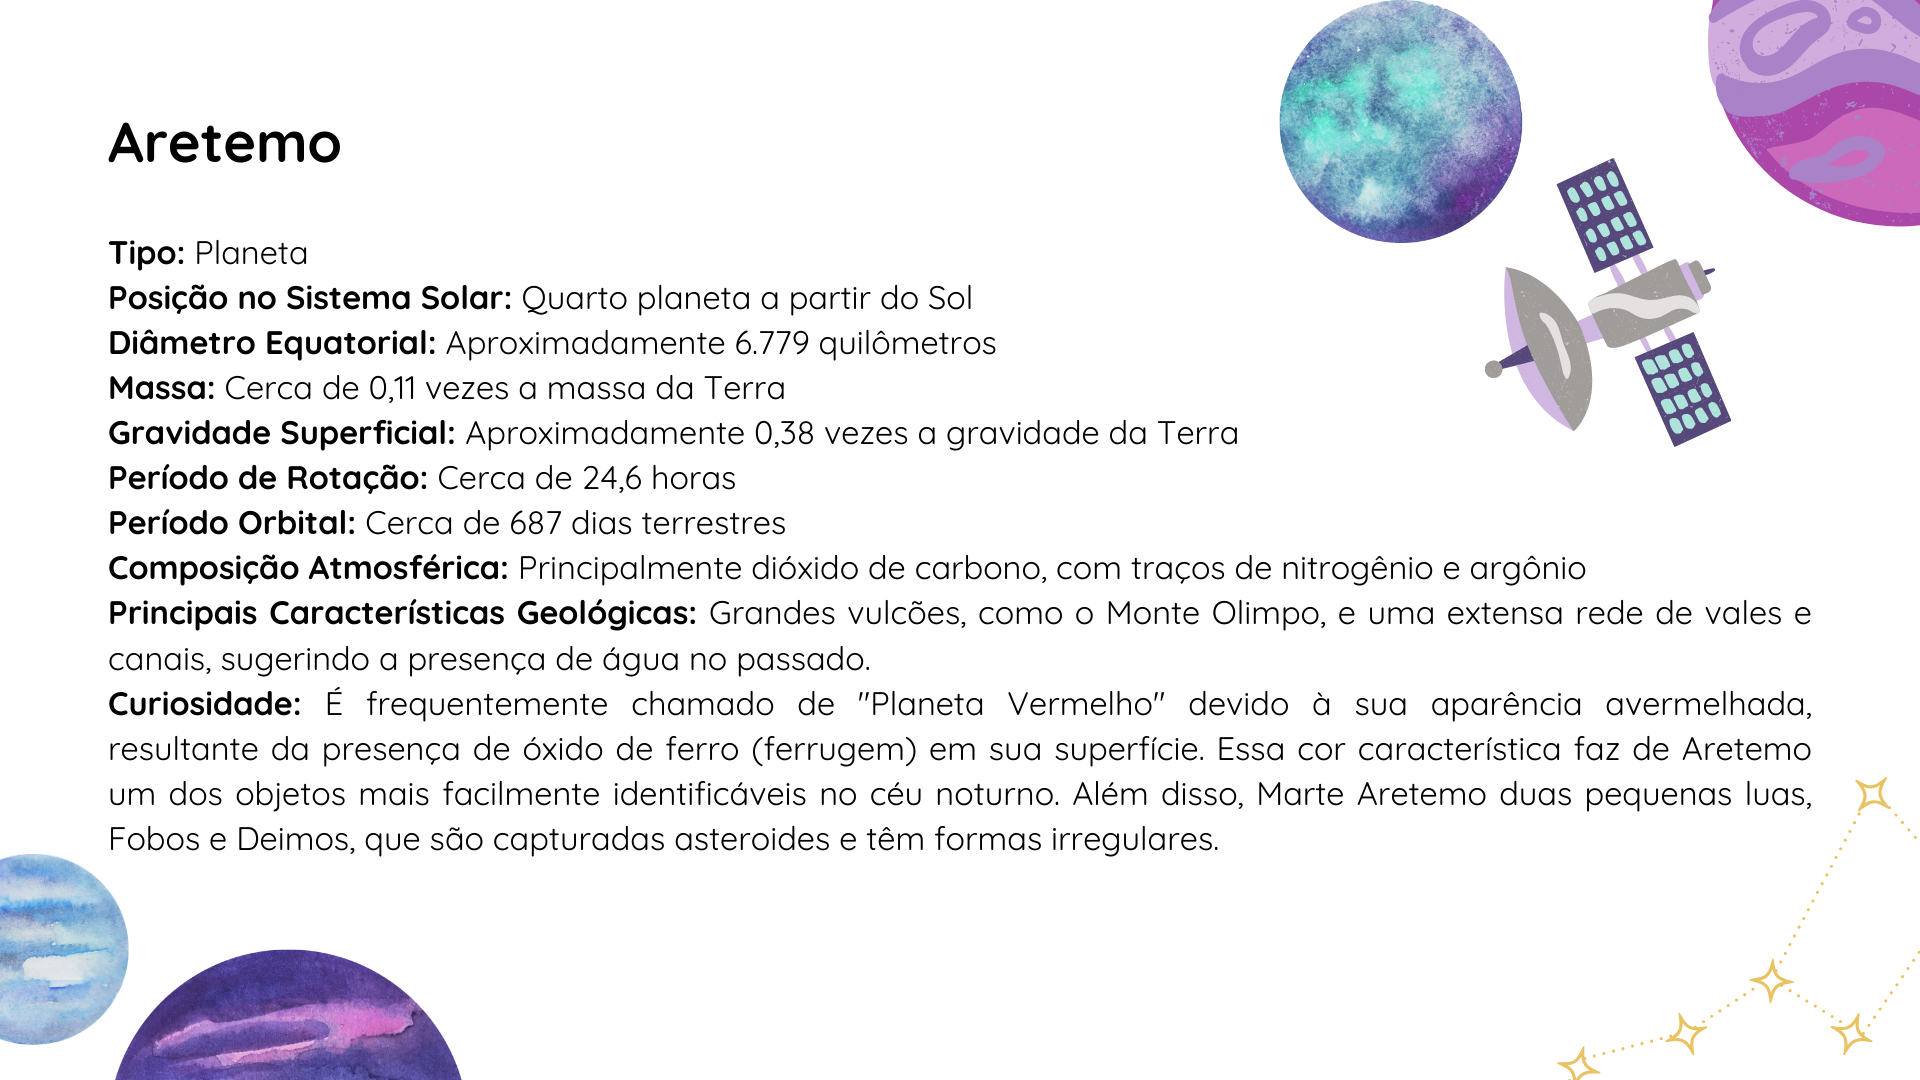 Aretemo
Tipo: Planeta
Posição no Sistema Solar: Quarto planeta a partir do Sol
Diâmetro Equatorial: Aproximadamente 6.779 quilômetros
Massa: Cerca de 0,11 vezes a massa da Terra
Gravidade Superficial: Aproximadamente 0,38 vezes a gravidade da Terra
Período de Rotação: Cerca de 24,6 horas
Período Orbital: Cerca de 687 dias terrestres
Composição Atmosférica: Principalmente dióxido de carbono, com traços de nitrogênio e argônio
Principais Características Geológicas: Grandes vulcões, como o Monte Olimpo, e uma extensa rede de vales e
canais, sugerindo a presença de água no passado.
Curiosidade: É frequentemente chamado de "Planeta Vermelho" devido à sua aparência avermelhada,
resultante da presença de óxido de ferro (ferrugem) em sua superfície. Essa cor característica faz de Aretemo
um dos objetos mais facilmente identificáveis no céu noturno. Além disso, Marte Aretemo duas pequenas luas,
Fobos e Deimos, que são capturadas asteroides e têm formas irregulares.